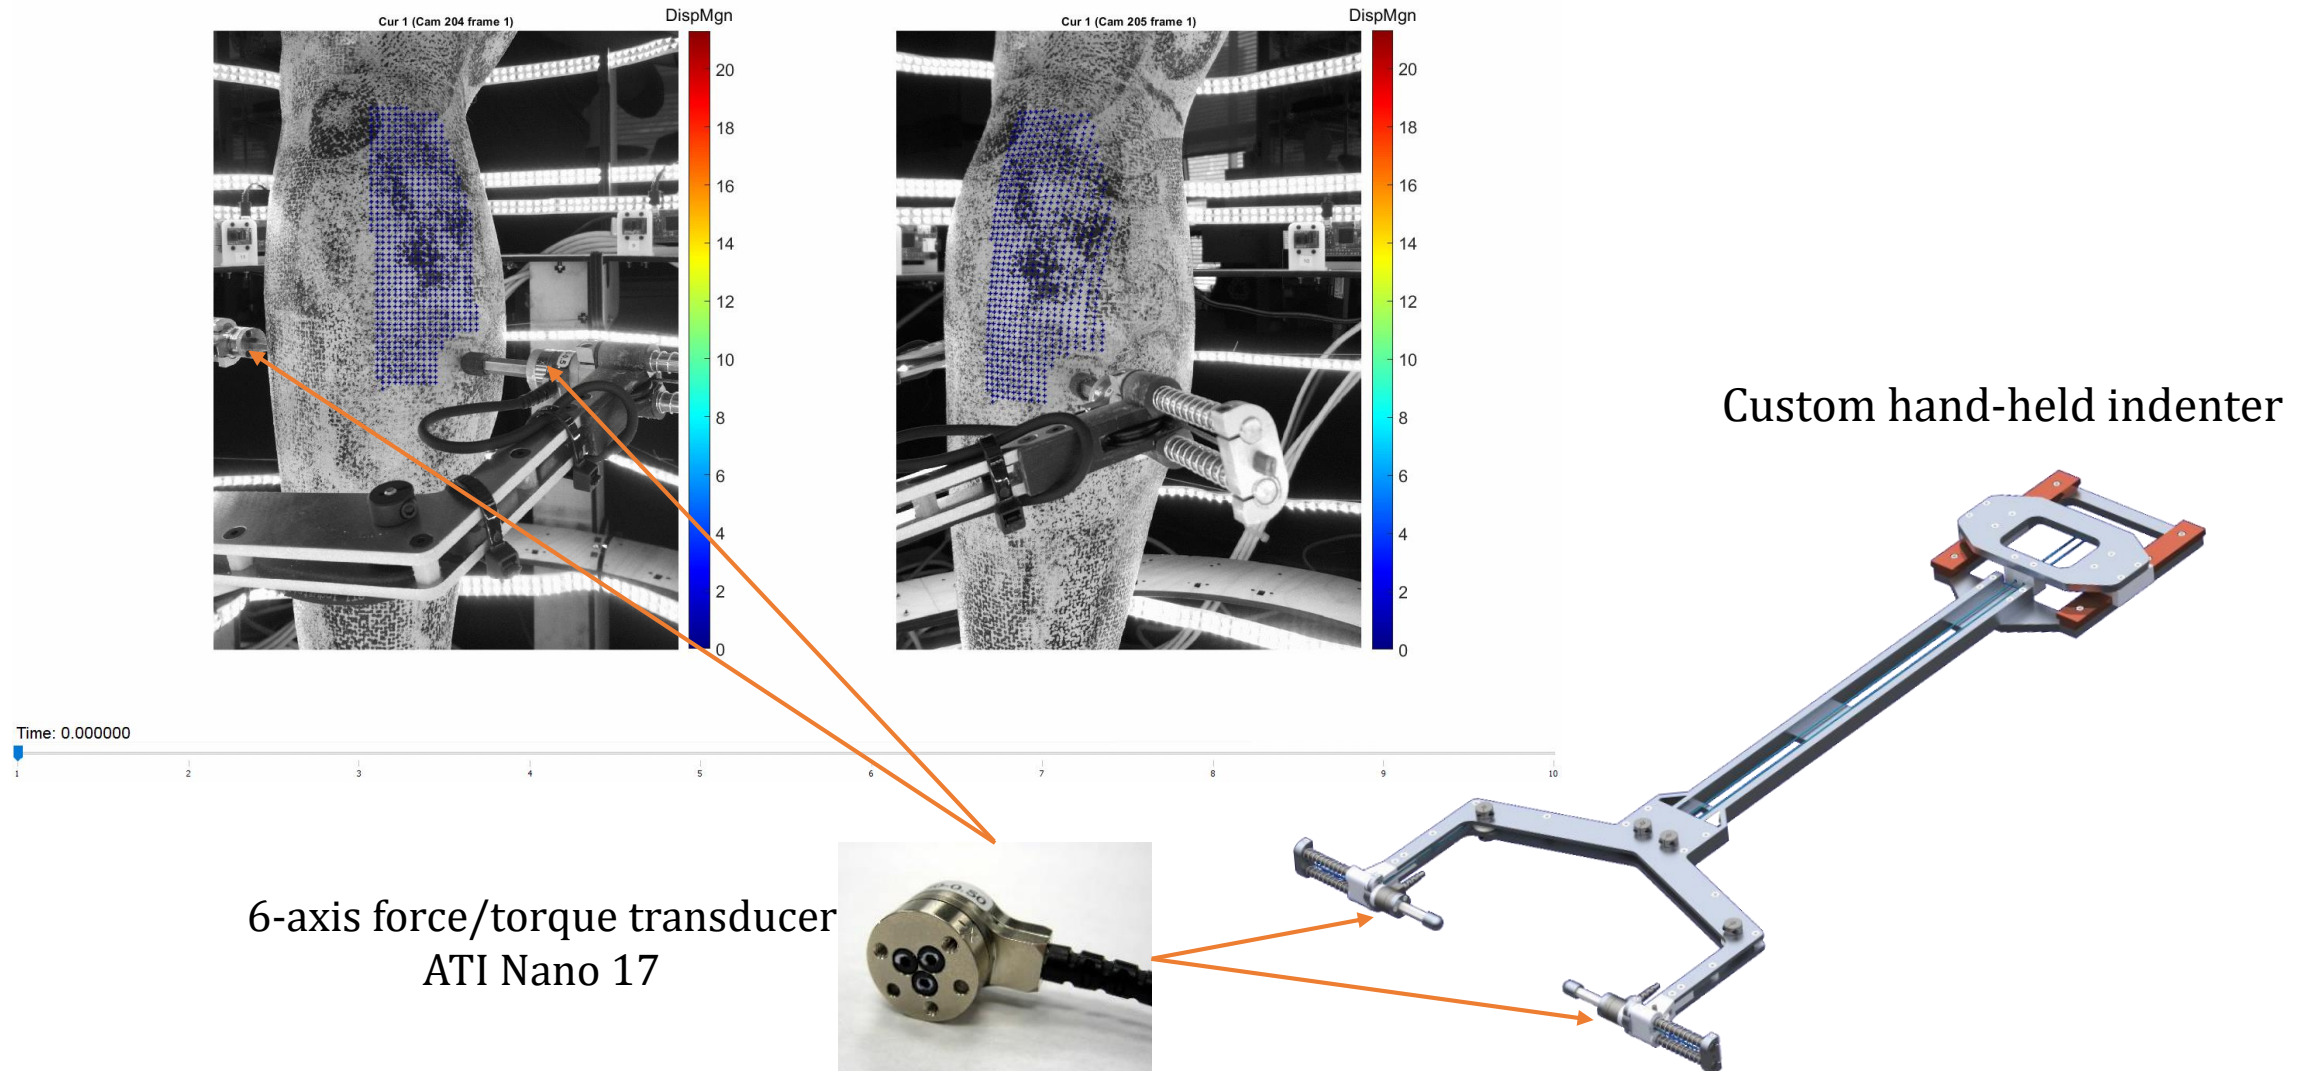 Cur 1 (Cam 204 frame 1)
DispMgn
20
18
16
14
12
10
8
6
4
2
0
Cur 1 (Cam 205 frame 1)
DispMgn
20
18
16
14
12
10
8
6
4
2
0
Custom hand-held indenter
Time: 0.000000
1 2 3 4 5 6 7 8 9 10
6-axis force/torque transducer
ATI Nano 17